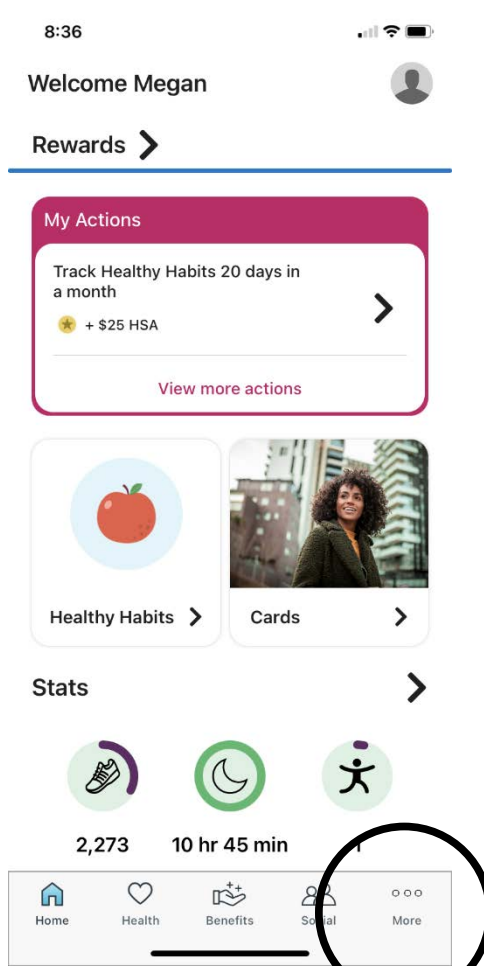 8:36
Welcome Megan
Rewards
My Actions
Track Healthy Habits 20 days in
a month
+ $25 HSA
View more actions
Healthy Habits
Cards
Stats
2,273
10 hr 45 min
Home
Health
Benefits
Social
More